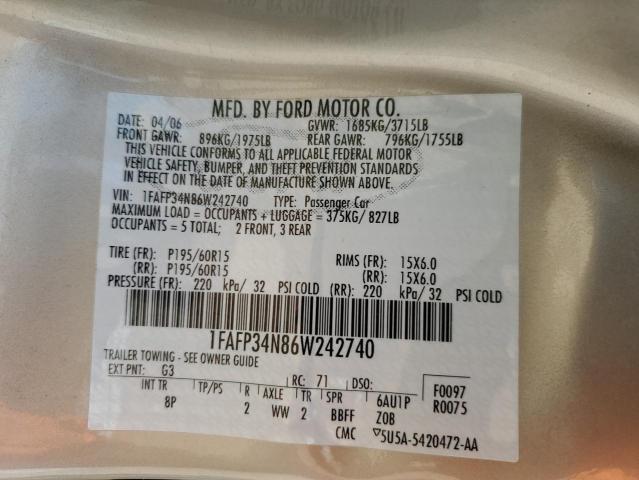 MFD. BY FORD MOTOR CO.
DATE: 04/06 GVWR: 1685KG/3715LB
FRONT GAWR: 896KG/1975LB REAR GAWR: 796KG/1755LB
THIS VEHICLE CONFORMS TO ALL APPLICABLE FEDERAL MOTOR
VEHICLE SAFETY, BUMPER, AND THEFT PREVENTION STANDARDS
IN EFFECT ON THE DATE OF MANUFACTURE SHOWN ABOVE.
VIN: 1FAFP34N86W242740 TYPE: Passenger Car
MAXIMUM LOAD = OCCUPANTS + LUGGAGE = 375KG/ 827LB
OCCUPANTS = 5 TOTAL; 2 FRONT, 3 REAR
TIRE (FR): P195/60R15 RIMS (FR): 15X6.0
(RR): P195/60R15 (RR): 15X6.0
PRESSURE (FR): 220 kPa/ 32 PSI COLD (RR): 220 kPa/ 32 PSI COLD
1FAFP34N86W242740
TRAILER TOWING - SEE OWNER GUIDE
EXT PNT: G3 RC: 71 DSO: F0097
INT TR TP/PS R AXLE TR SPR 6AU1P R0075
8P 2 WW 2 BBFF Z0B
CMC ▽5U5A-5420472-AA